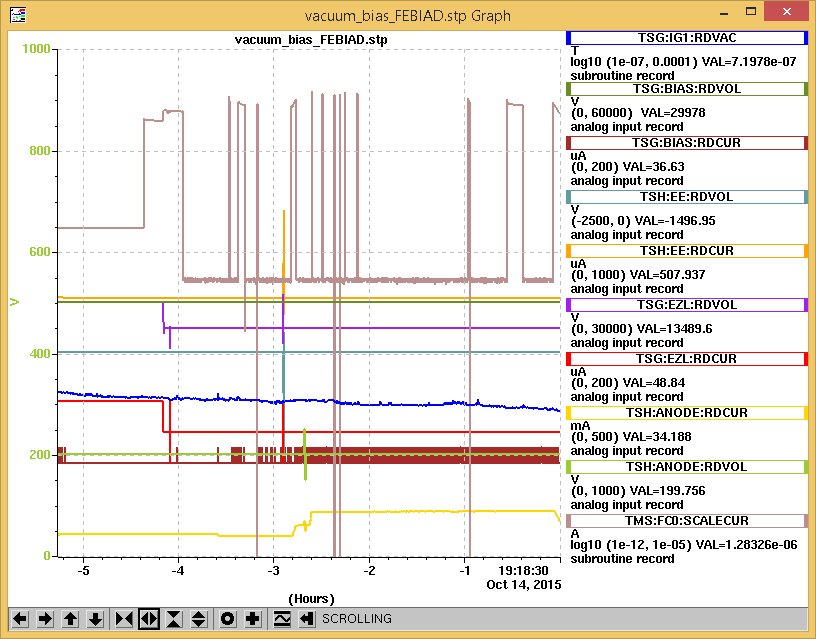 vacuum_bias_FEBIAD.stp Graph
vacuum_bias_FEBIAD.stp
1000
800
600
V
400
200
0
-5
-4
-3
-2
-1
19:18:30
Oct 14, 2015
(Hours)
TSG:IG1:RDVAC
T
log10 (1e-07, 0.0001) VAL=7.1978e-07
subroutine record
TSG:BIAS:RDVOL
V
(0, 60000) VAL=29978
analog input record
TSG:BIAS:RDCUR
uA
(0, 200) VAL=36.63
analog input record
TSH:EE:RDVOL
V
(-2500, 0) VAL=-1496.95
analog input record
TSH:EE:RDCUR
uA
(0, 1000) VAL=507.937
analog input record
TSG:EZL:RDVOL
V
(0, 30000) VAL=13489.6
analog input record
TSG:EZL:RDCUR
uA
(0, 200) VAL=48.84
analog input record
TSH:ANODE:RDCUR
mA
(0, 500) VAL=34.188
analog input record
TSH:ANODE:RDVOL
V
(0, 1000) VAL=199.756
analog input record
TMS:FC0:SCALECUR
A
log10 (1e-12, 1e-05) VAL=1.28326e-06
subroutine record
SCROLLING